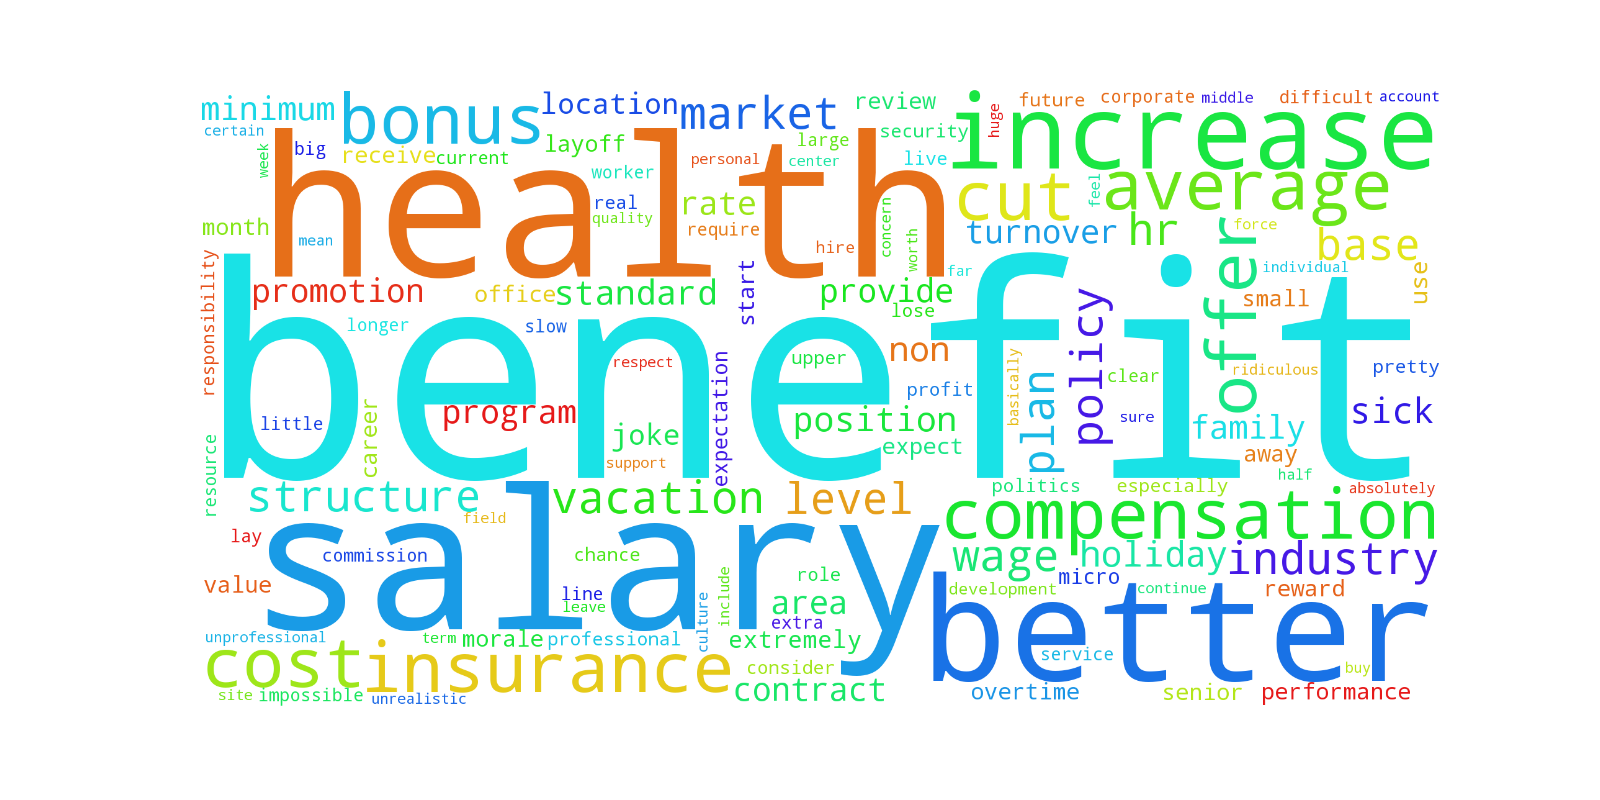 minimum
bonus
location
market
review
future
corporate
middle
difficult
account
certain
week
big
receive
current
layoff
large
security
huge
increase
health
worker
personal
center
live
cut
feel
average
real
quality
rate
require
hire
concern
worth
month
mean
turnover
hr
offer
force
base
responsibility
promotion
office
standard
start
provide
far
individual
small
use
benefit
longer
slow
lose
policy
respect
expectation
upper
non
profit
basically
plan
clear
ridiculous
pretty
little
career
program
joke
position
expect
sure
family
sick
resource
support
away
half
structure
vacation
level
politics
especially
absolutely
salary
field
compensation
lay
commission
chance
wage
holiday
industry
value
line
leave
include
role
area
extra
micro
development
continue
reward
better
unprofessional
term
morale
professional
culture
extremely
cost
insurance
consider
service
buy
site
impossible
unrealistic
contract
overtime
senior
performance